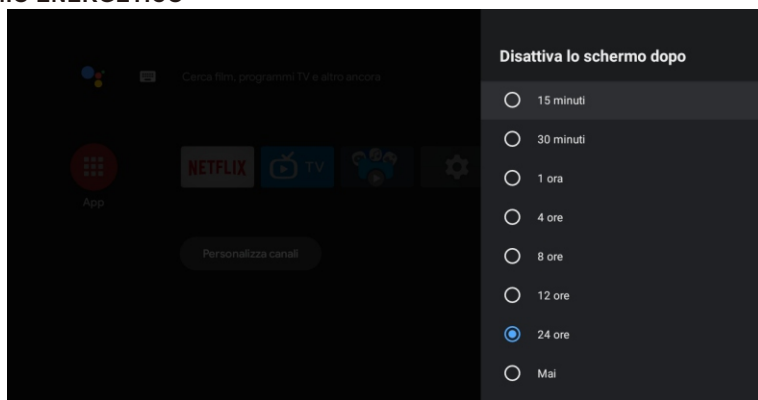 Disattiva lo schermo dopo
Cerca film, programmi TV e altro ancora
15 minuti
30 minuti
1 ora
NETFLIX
TV
App
4 ore
Personalizza canali
8 ore
12 ore
24 ore
Mai